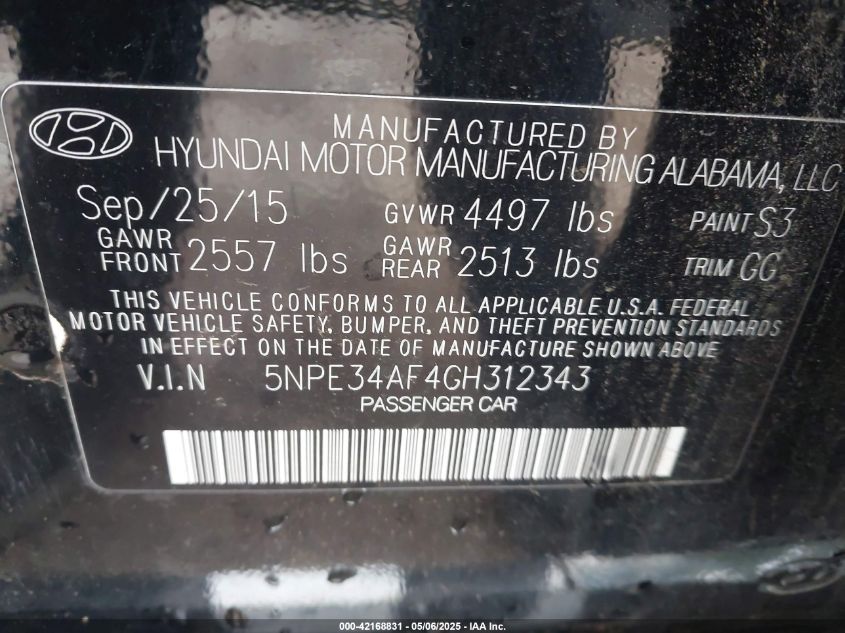 MANUFACTURED BY
HYUNDAI MOTOR MANUFACTURING ALABAMA, LLC
Sep/25/15 GVWR 4497 lbs PAINT S3
GAWR FRONT 2557 lbs GAWR REAR 2513 lbs TRIM GG
THIS VEHICLE CONFORMS TO ALL APPLICABLE U.S.A. FEDERAL
MOTOR VEHICLE SAFETY, BUMPER, AND THEFT PREVENTION STANDARDS
IN EFFECT ON THE DATE OF MANUFACTURE SHOWN ABOVE
V.I.N 5NPE34AF4GH312343
PASSENGER CAR
000-42168831 - 05/06/2025 - IAA Inc.